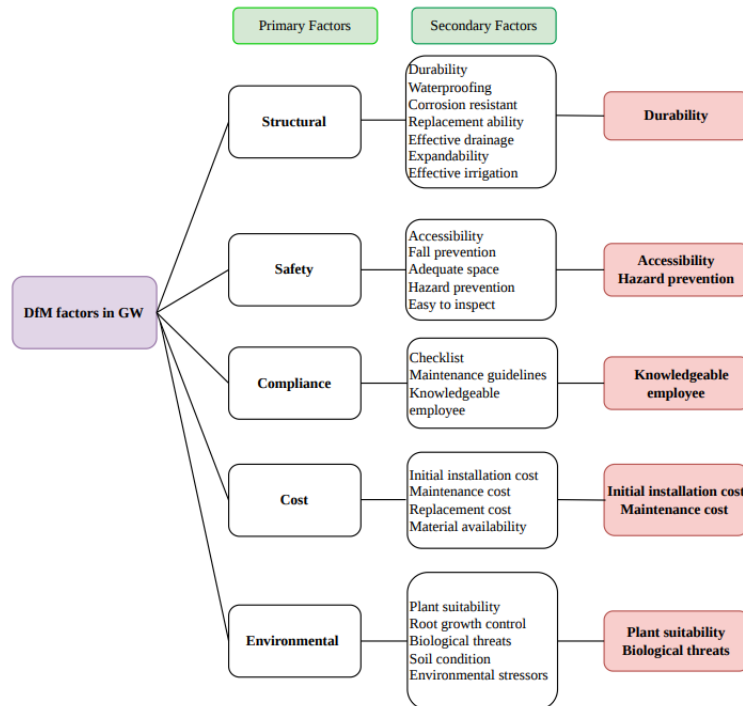 Primary Factors
Secondary Factors
DfM factors in GW
Structural
Durability
Waterproofing
Corrosion resistant
Replacement ability
Effective drainage
Expandability
Effective irrigation
Durability
Safety
Accessibility
Fall prevention
Adequate space
Hazard prevention
Easy to inspect
Accessibility
Hazard prevention
Compliance
Checklist
Maintenance guidelines
Knowledgeable
employee
Knowledgeable
employee
Cost
Initial installation cost
Maintenance cost
Replacement cost
Material availability
Initial installation cost
Maintenance cost
Environmental
Plant suitability
Root growth control
Biological threats
Soil condition
Environmental stressors
Plant suitability
Biological threats